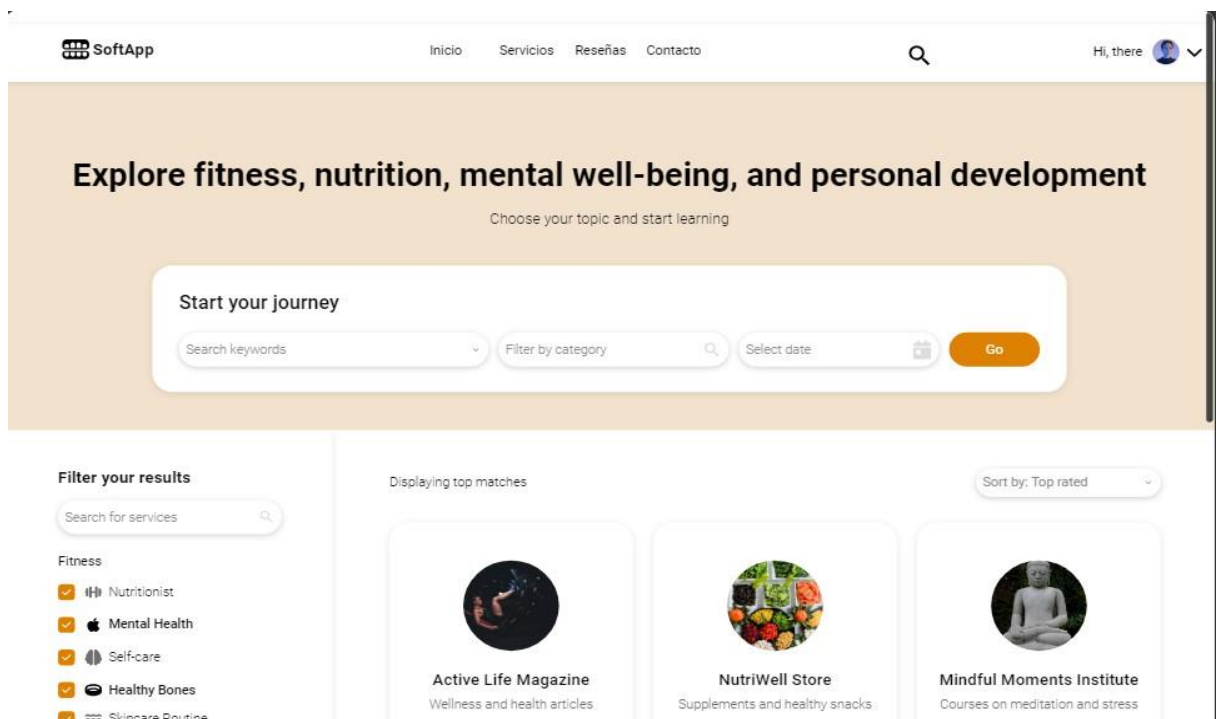 SoftApp
Inicio Servicios Reseñas Contacto
Hi, there
Explore fitness, nutrition, mental well-being, and personal development
Choose your topic and start learning
Start your journey
Search keywords Filter by category Select date Go
Filter your results
Search for services
Fitness
Nutritionist
Mental Health
Self-care
Healthy Bones
Skincare Routine
Displaying top matches
Sort by: Top rated
Active Life Magazine
Wellness and health articles
NutriWell Store
Supplements and healthy snacks
Mindful Moments Institute
Courses on meditation and stress